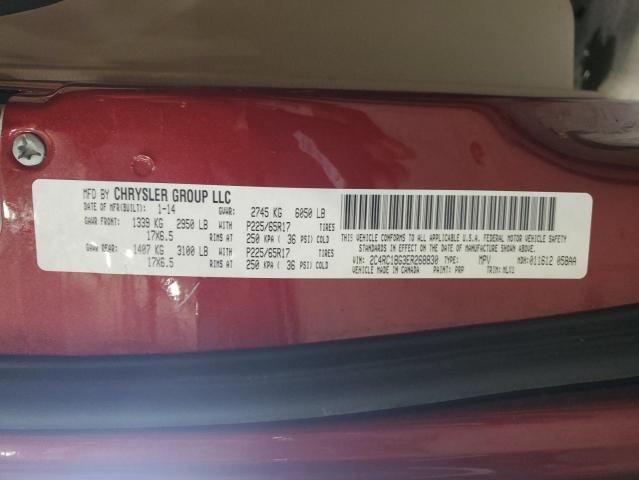 MFD BY CHRYSLER GROUP LLC
DATE OF MFR(BUILT): 1-14 GVWR: 2745 KG 6050 LB
GAWR FRONT: 1339 KG 2950 LB WITH P225/65R17 TIRES
17X6.5 RIMS AT 250 KPA ( 36 PSI) COLD
GAWR REAR: 1407 KG 3100 LB WITH P225/65R17 TIRES
17X6.5 RIMS AT 250 KPA ( 36 PSI) COLD
THIS VEHICLE CONFORMS TO ALL APPLICABLE U.S.A. FEDERAL MOTOR VEHICLE SAFETY
STANDARDS IN EFFECT ON THE DATE OF MANUFACTURE SHOWN ABOVE.
VIN: 2C4RC1BG3ER268830 TYPE: MPV MDH: 011612 058AA
VEHICLE MADE IN CANADA PAINT: PRP TRIM: MLX1